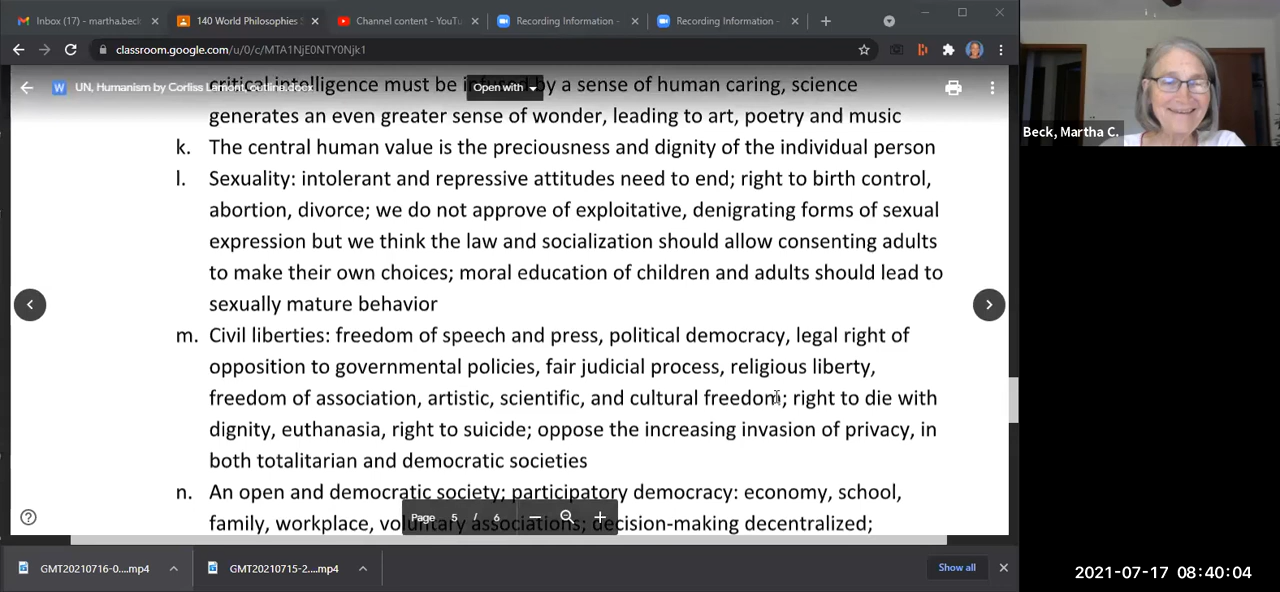 Inbox (17) - martha.beck
140 World Philosophies
Channel content - YouTu
Recording Information -
Recording Information -
classroom.google.com/u/0/c/MTA1NjE0NTY0Njk1
UN, Humanism by Corliss Lamont, outline.docx
Open with
critical intelligence must be infused by a sense of human caring, science
generates an even greater sense of wonder, leading to art, poetry and music
k. The central human value is the preciousness and dignity of the individual person
l. Sexuality: intolerant and repressive attitudes need to end; right to birth control,
abortion, divorce; we do not approve of exploitative, denigrating forms of sexual
expression but we think the law and socialization should allow consenting adults
to make their own choices; moral education of children and adults should lead to
sexually mature behavior
m. Civil liberties: freedom of speech and press, political democracy, legal right of
opposition to governmental policies, fair judicial process, religious liberty,
freedom of association, artistic, scientific, and cultural freedom; right to die with
dignity, euthanasia, right to suicide; oppose the increasing invasion of privacy, in
both totalitarian and democratic societies
n. An open and democratic society; participatory democracy: economy, school,
family, workplace, voluntary associations; decision-making decentralized;
Page 5 / 6
GMT20210716-0....mp4
GMT20210715-2....mp4
Show all
Beck, Martha C.
2021-07-17 08:40:04